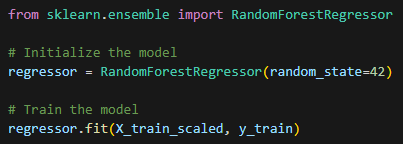 from sklearn.ensemble import RandomForestRegressor
# Initialize the model
regressor = RandomForestRegressor(random_state=42)
# Train the model
regressor.fit(X_train_scaled, y_train)